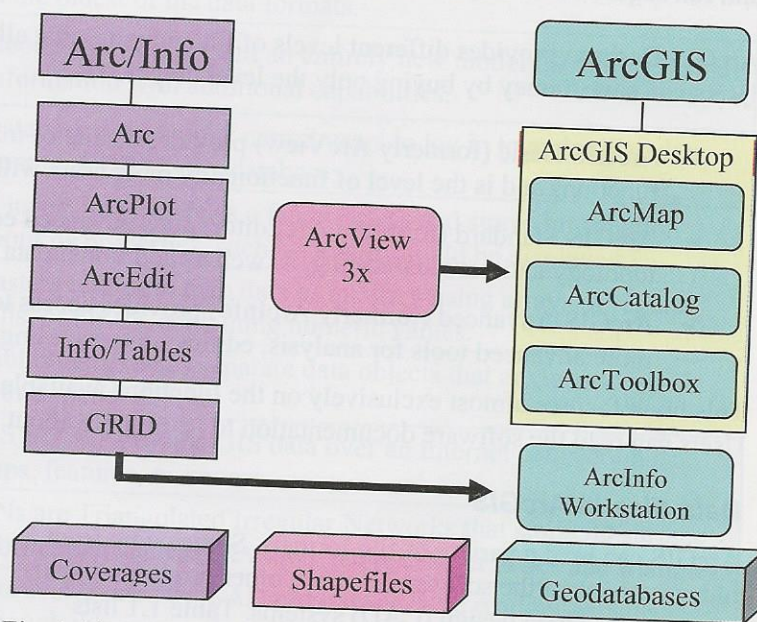 Arc/Info
Arc
ArcPlot
ArcEdit
Info/Tables
GRID
ArcView
3x
ArcGIS
ArcGIS Desktop
ArcMap
ArcCatalog
ArcToolbox
ArcInfo
Workstation
Coverages
Shapefiles
Geodatabases